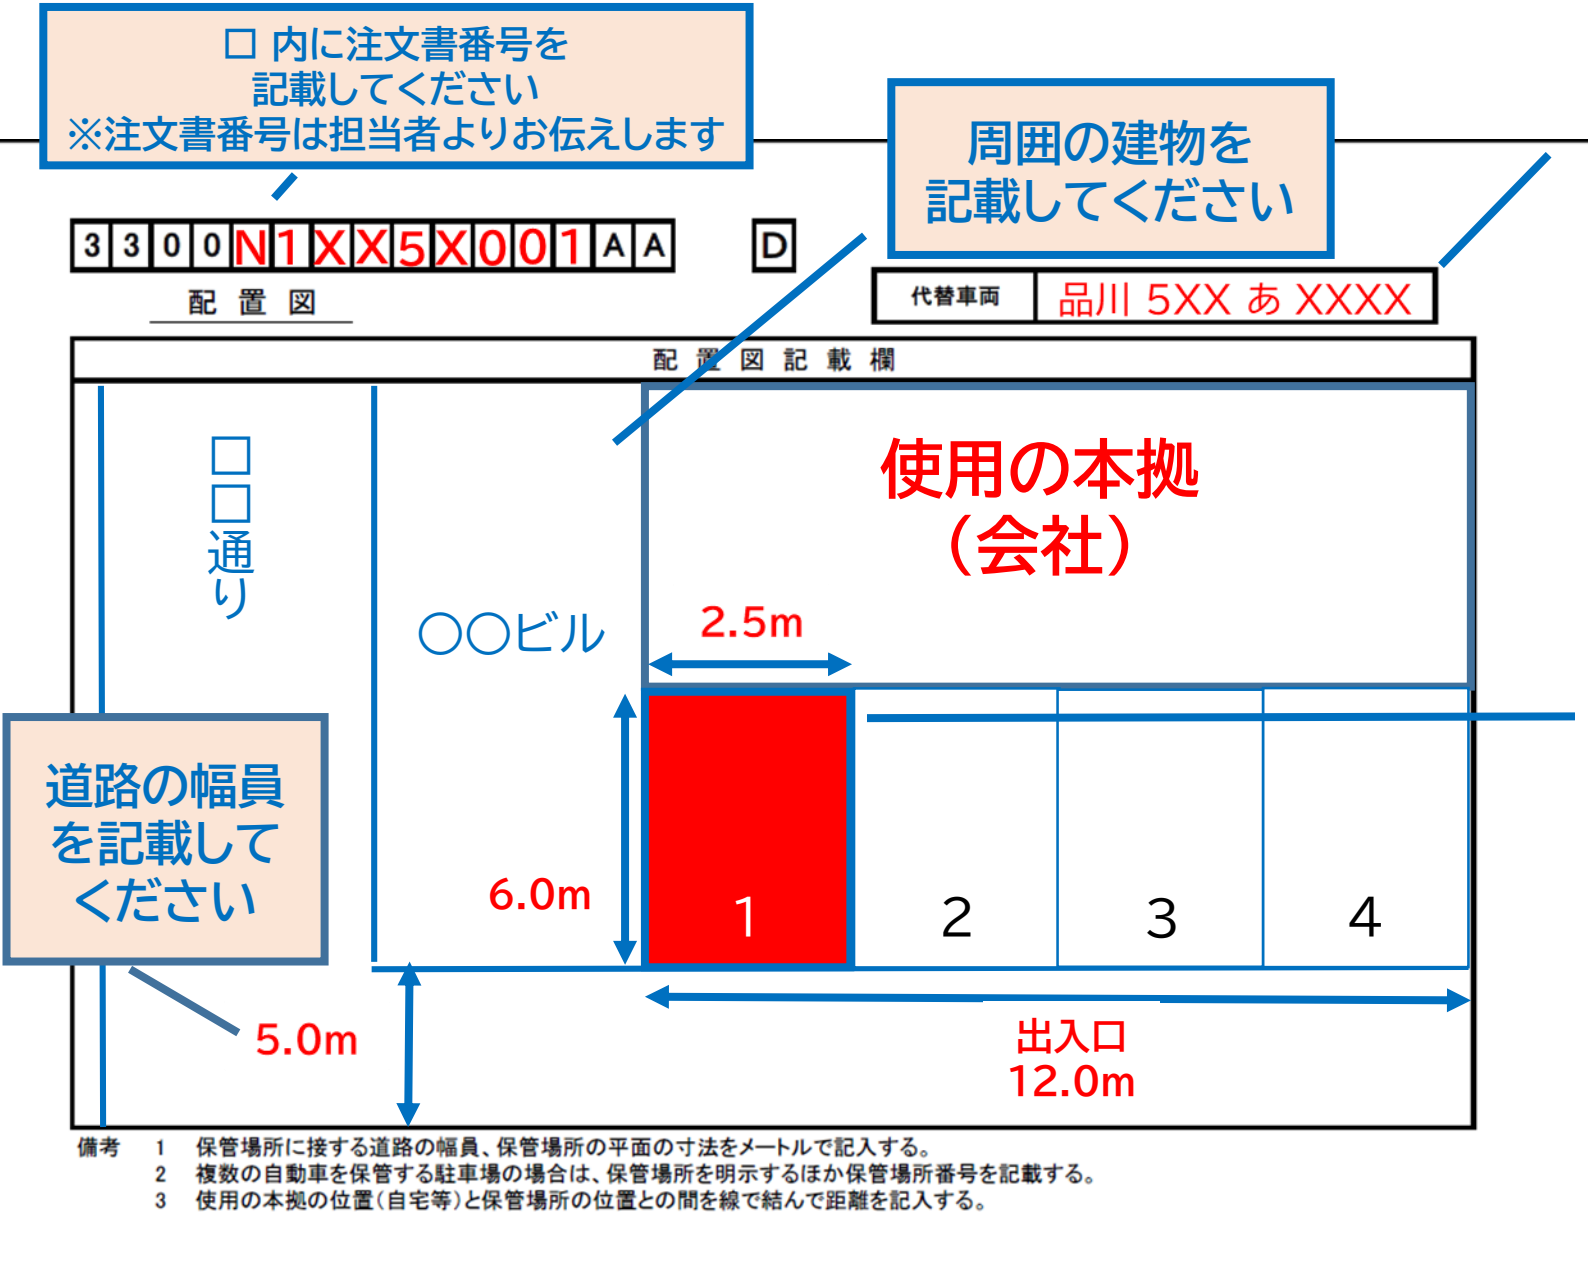 □ 内に注文書番号を
記載してください
※注文書番号は担当者よりお伝えします
周囲の建物を
記載してください
3300N1XX5X001AA D
配置図
代替車両 品川 5XX あ XXXX
配置図記載欄
□□通り
使用の本拠
（会社）
○○ビル
2.5m
道路の幅員
を記載して
ください
6.0m
1 2 3 4
5.0m
出入口
12.0m
備考 1 保管場所に接する道路の幅員、保管場所の平面の寸法をメートルで記入する。
2 複数の自動車を保管する駐車場の場合は、保管場所を明示するほか保管場所番号を記載する。
3 使用の本拠の位置（自宅等）と保管場所の位置との間を線で結んで距離を記入する。